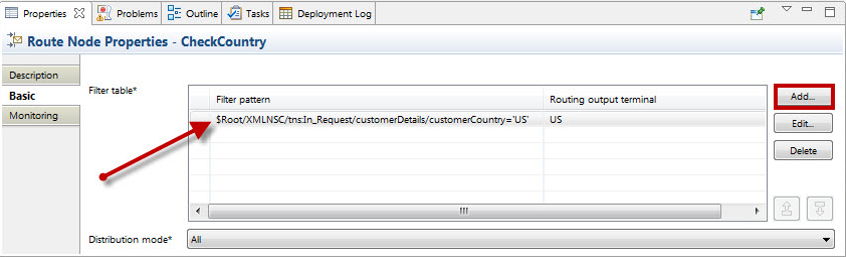 Properties Problems Outline Tasks Deployment Log
Route Node Properties - CheckCountry
Description
Basic
Monitoring
Filter table*
Filter pattern Routing output terminal
$Root/XMLNSC/tns:In_Request/customerDetails/customerCountry='US' US
Add...
Edit...
Delete
Distribution mode* All